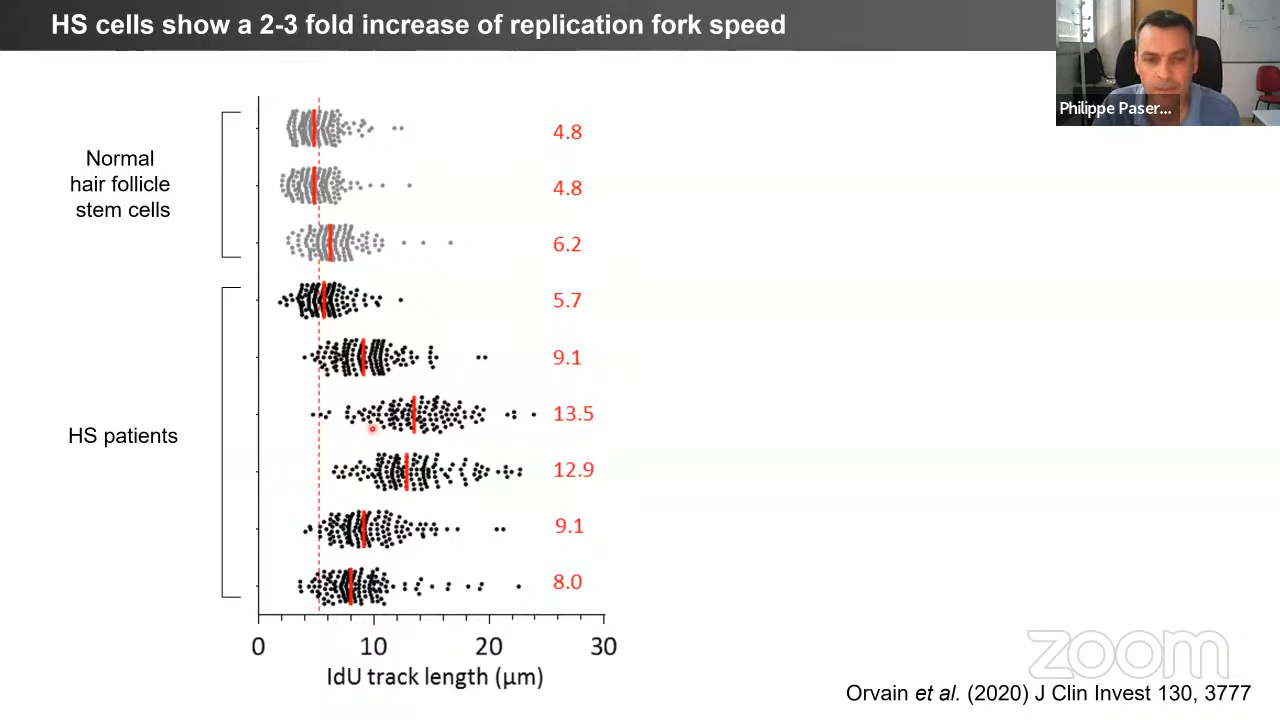 HS cells show a 2-3 fold increase of replication fork speed
Philippe Paser...
Normal
hair follicle
stem cells
HS patients
4.8
4.8
6.2
5.7
9.1
13.5
12.9
9.1
8.0
0 10 20 30
IdU track length (µm)
zoom
Orvain et al. (2020) J Clin Invest 130, 3777